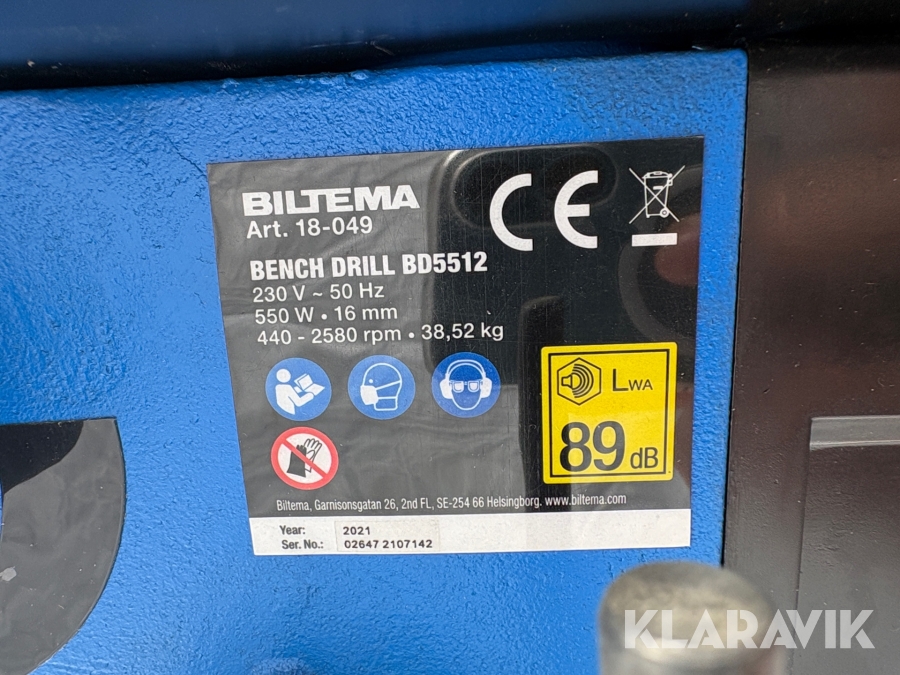 BILTEMA
Art. 18-049
CE
BENCH DRILL BD5512
230 V ~ 50 Hz
550 W • 16 mm
440 - 2580 rpm • 38,52 kg
LWA
89 dB
Biltema, Garnisonsgatan 26, 2nd FL, SE-254 66 Helsingborg. www.biltema.com
Year: 2021
Ser. No.: 02647 2107142
KLARAVIK